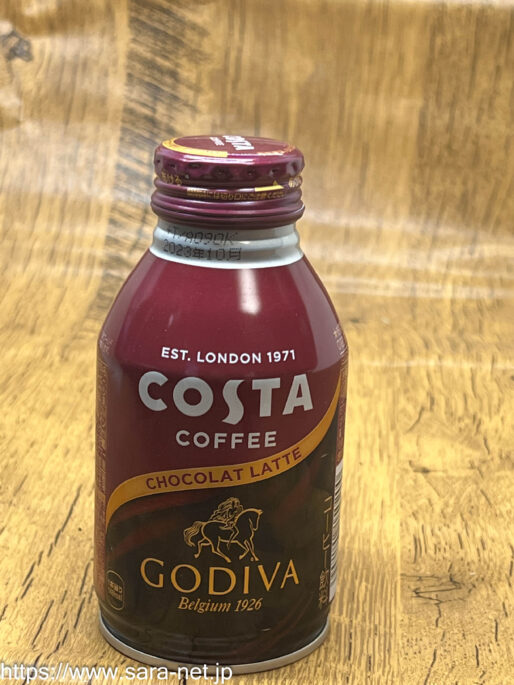 COSTA
2023年10月
EST. LONDON 1971
COSTA
COFFEE
CHOCOLAT LATTE
GODIVA
Belgium 1926
https://www.sara-net.jp